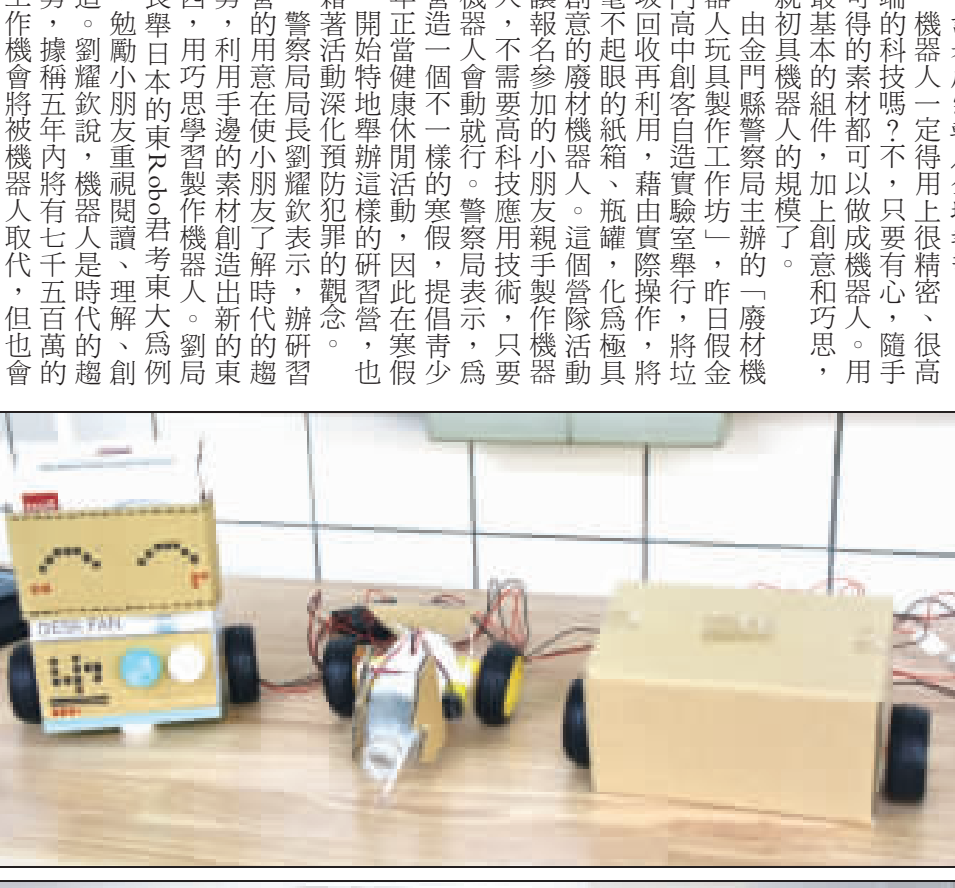 機器人一定得用上很精密、很高
端的科技嗎?不,只要有心,隨手
可得的素材都可以做成機器人。用
最基本的組件,加上創意和巧思,
就初具機器人的規模了。
由金門縣警察局主辦的「廢材機
器人玩具製作工作坊」,昨日假金
門高中創客自造實驗室舉行,將垃
圾回收再利用,藉由實際操作,將
毫不起眼的紙箱、瓶罐,化爲極具
創意的廢材機器人。這個營隊活動
讓報名參加的小朋友親手製作機器
人,不需要高科技應用技術,只要
機器人會動就行。警察局表示,爲
營造一個不一樣的寒假,提倡靑少
年正當健康休閒活動,因此在寒假
開始特地舉辦這樣的硏習營,也
藉著活動深化預防犯罪的觀念。
警察局局長劉耀欽表示,辦硏習
營的用意在使小朋友了解時代的趨
勢,利用手邊的素材創造出新的東
西,用巧思學習製作機器人。劉局
長舉日本的東Robo君考東大爲例
勉勵小朋友重視閱讀、理解、創
造。劉耀欽說,機器人是時代的趨
勢,據稱五年內將有七千五百萬的
工作機會將被機器人取代,但也會
DESK FAN